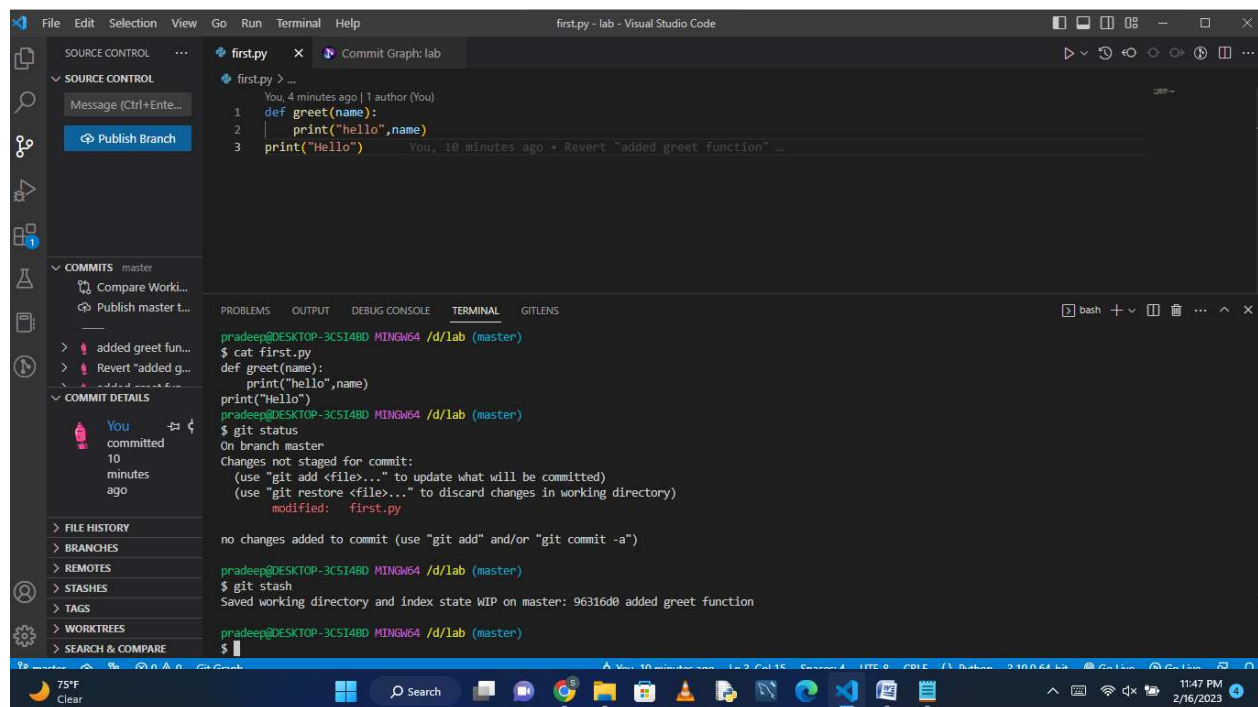 File Edit Selection View Go Run Terminal Help first.py - lab - Visual Studio Code
SOURCE CONTROL
first.py
Commit Graph: lab
SOURCE CONTROL
Message (Ctrl+Ente...
Publish Branch
first.py > ...
You, 4 minutes ago | 1 author (You)
1 def greet(name):
2 print("hello",name)
3 print("Hello") You, 10 minutes ago • Revert "added greet function" …
1
COMMITS master
Compare Worki...
Publish master t...
added greet fun...
Revert "added g...
COMMIT DETAILS
You
committed
10
minutes
ago
FILE HISTORY
BRANCHES
REMOTES
STASHES
TAGS
WORKTREES
SEARCH & COMPARE
PROBLEMS OUTPUT DEBUG CONSOLE TERMINAL GITLENS
bash
pradeep@DESKTOP-3C5I4BD MINGW64 /d/lab (master)
$ cat first.py
def greet(name):
print("hello",name)
print("Hello")
pradeep@DESKTOP-3C5I4BD MINGW64 /d/lab (master)
$ git status
On branch master
Changes not staged for commit:
(use "git add <file>..." to update what will be committed)
(use "git restore <file>..." to discard changes in working directory)
modified: first.py
no changes added to commit (use "git add" and/or "git commit -a")
pradeep@DESKTOP-3C5I4BD MINGW64 /d/lab (master)
$ git stash
Saved working directory and index state WIP on master: 96316d0 added greet function
pradeep@DESKTOP-3C5I4BD MINGW64 /d/lab (master)
$
75°F
Clear
Search
11:47 PM
2/16/2023
4